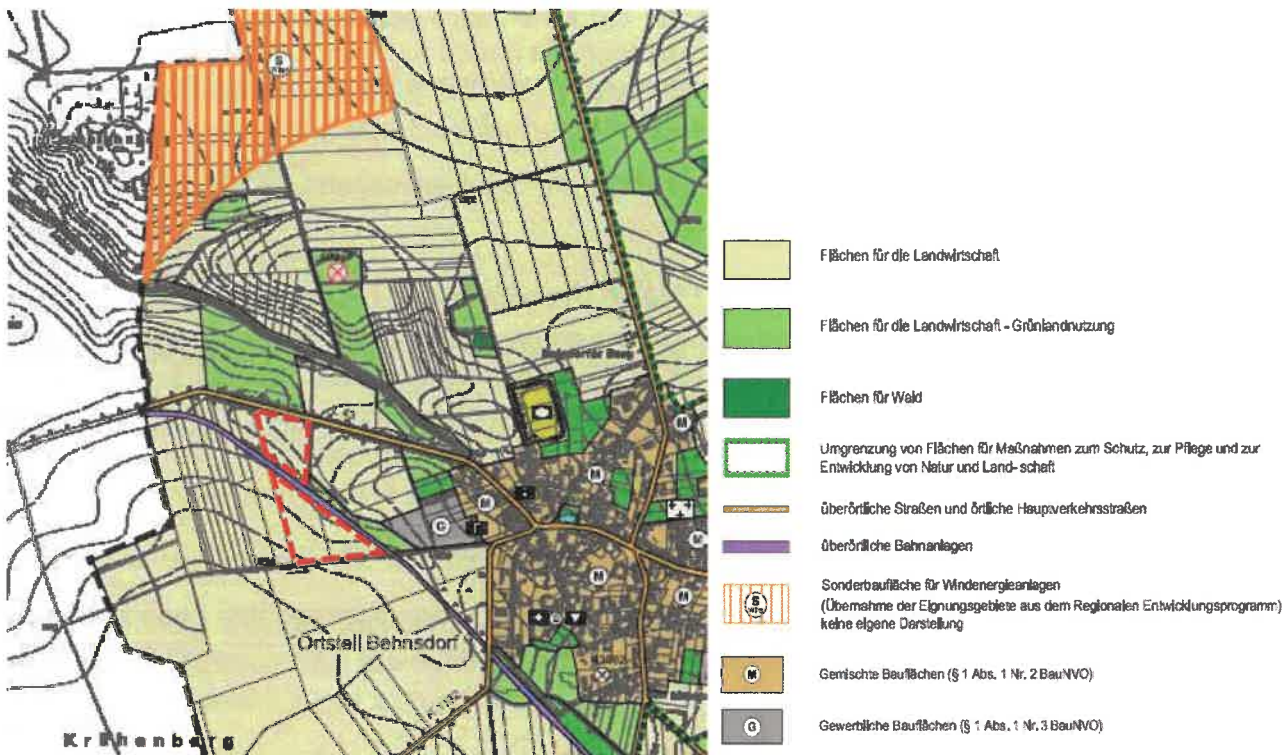 S
Ortsteil Behnsdorf
Krähenberg
M
M
M
G
M
M
M
M
Flächen für die Landwirtschaft
Flächen für die Landwirtschaft - Grünlandnutzung
Flächen für Wald
Umgrenzung von Flächen für Maßnahmen zum Schutz, zur Pflege und zur
Entwicklung von Natur und Land- schaft
überörtliche Straßen und örtliche Hauptverkehrsstraßen
überörtliche Bahnanlagen
S
Sonderbaufläche für Windenergieanlagen
(Übernahme der Eignungsgebiete aus dem Regionalen Entwicklungsprogramm)
keine eigene Darstellung
M
Gemischte Bauflächen (§ 1 Abs. 1 Nr. 2 BauNVO)
G
Gewerbliche Bauflächen (§ 1 Abs. 1 Nr. 3 BauNVO)